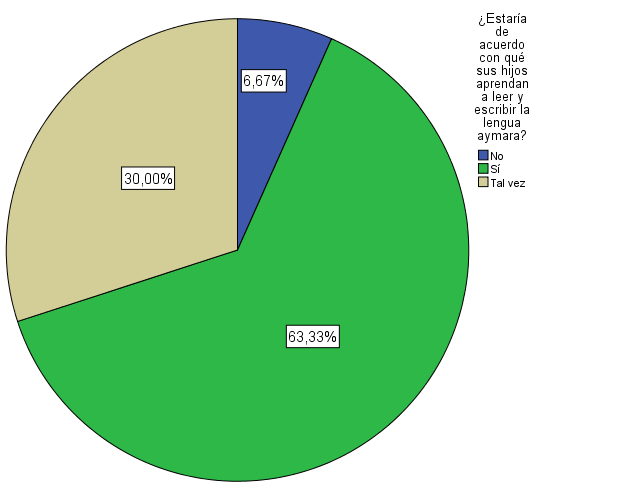 ¿Estaría
de
acuerdo
con qué
sus hijos
aprendan
a leer y
escribir la
lengua
aymara?
No
Sí
Tal vez
6,67%
30,00%
63,33%